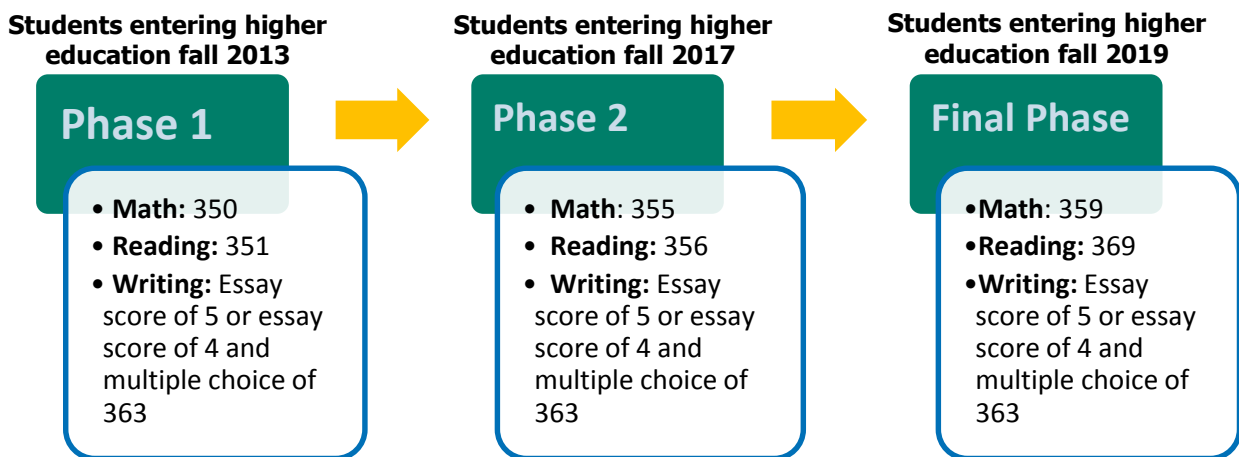 Students entering higher
education fall 2013
Phase 1
• Math: 350
• Reading: 351
• Writing: Essay
score of 5 or essay
score of 4 and
multiple choice of
363
Students entering higher
education fall 2017
Phase 2
• Math: 355
• Reading: 356
• Writing: Essay
score of 5 or essay
score of 4 and
multiple choice of
363
Students entering higher
education fall 2019
Final Phase
•Math: 359
•Reading: 369
•Writing: Essay
score of 5 or essay
score of 4 and
multiple choice of
363